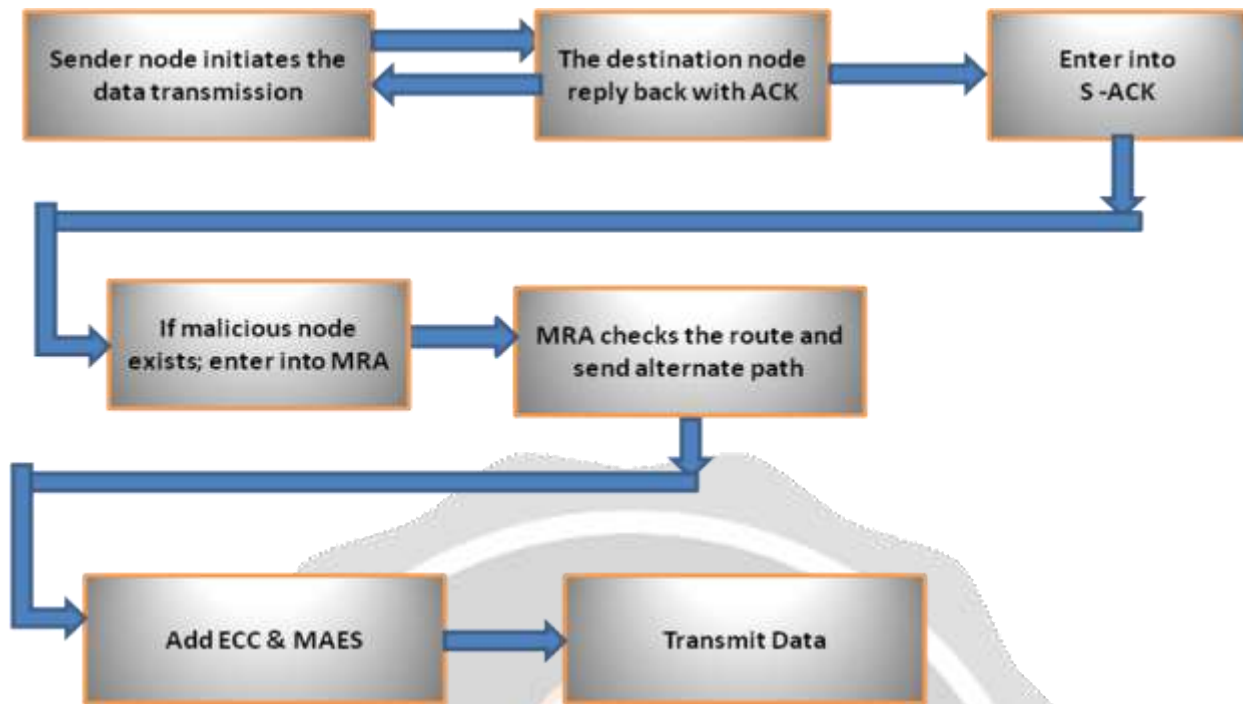 Sender node initiates the
data transmission
The destination node
reply back with ACK
Enter into
S -ACK
If malicious node
exists; enter into MRA
MRA checks the route and
send alternate path
Add ECC & MAES
Transmit Data